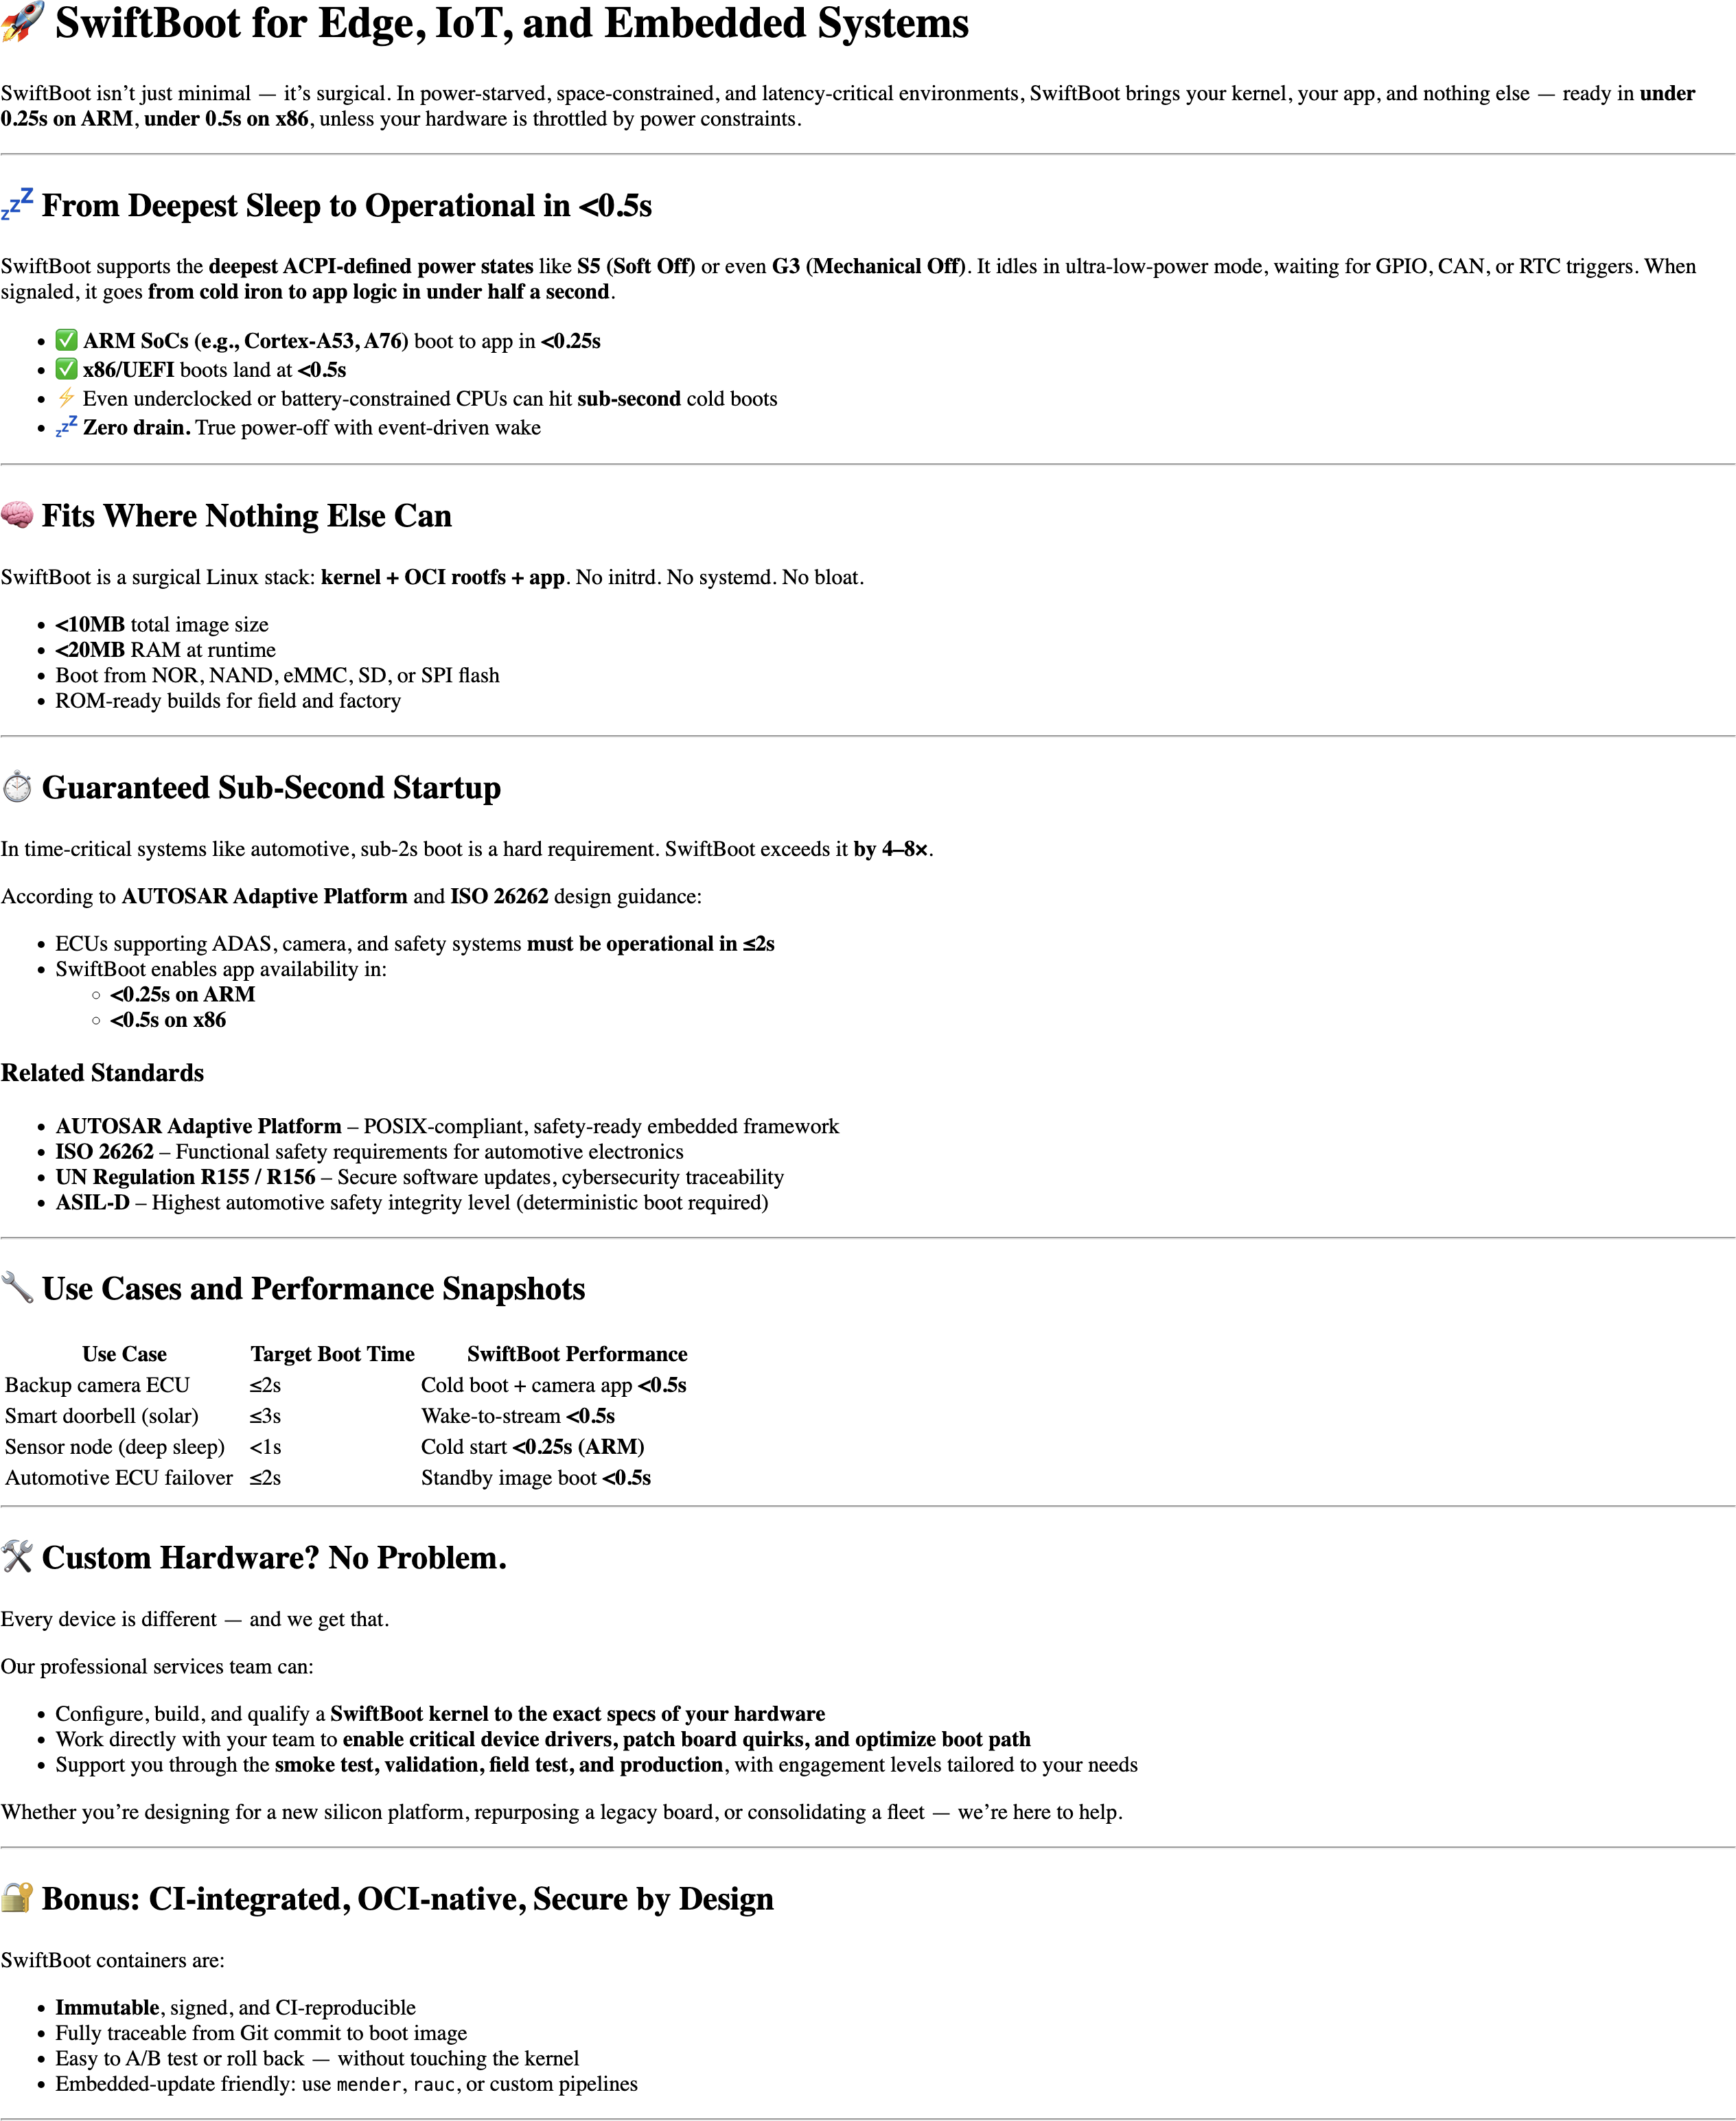 🚀 SwiftBoot for Edge, IoT, and Embedded Systems
SwiftBoot isn’t just minimal — it’s surgical. In power-starved, space-constrained, and latency-critical environments, SwiftBoot brings your kernel, your app, and nothing else — ready in under
0.25s on ARM, under 0.5s on x86, unless your hardware is throttled by power constraints.
💤 From Deepest Sleep to Operational in <0.5s
SwiftBoot supports the deepest ACPI-defined power states like S5 (Soft Off) or even G3 (Mechanical Off). It idles in ultra-low-power mode, waiting for GPIO, CAN, or RTC triggers. When
signaled, it goes from cold iron to app logic in under half a second.
• ✅ ARM SoCs (e.g., Cortex-A53, A76) boot to app in <0.25s
• ✅ x86/UEFI boots land at <0.5s
• ⚡ Even underclocked or battery-constrained CPUs can hit sub-second cold boots
• 💤 Zero drain. True power-off with event-driven wake
🧠 Fits Where Nothing Else Can
SwiftBoot is a surgical Linux stack: kernel + OCI rootfs + app. No initrd. No systemd. No bloat.
• <10MB total image size
• <20MB RAM at runtime
• Boot from NOR, NAND, eMMC, SD, or SPI flash
• ROM-ready builds for field and factory
⏱️ Guaranteed Sub-Second Startup
In time-critical systems like automotive, sub-2s boot is a hard requirement. SwiftBoot exceeds it by 4–8×.
According to AUTOSAR Adaptive Platform and ISO 26262 design guidance:
• ECUs supporting ADAS, camera, and safety systems must be operational in ≤2s
• SwiftBoot enables app availability in:
◦ <0.25s on ARM
◦ <0.5s on x86
Related Standards
• AUTOSAR Adaptive Platform – POSIX-compliant, safety-ready embedded framework
• ISO 26262 – Functional safety requirements for automotive electronics
• UN Regulation R155 / R156 – Secure software updates, cybersecurity traceability
• ASIL-D – Highest automotive safety integrity level (deterministic boot required)
🔧 Use Cases and Performance Snapshots
Use Case Target Boot Time SwiftBoot Performance
Backup camera ECU ≤2s Cold boot + camera app <0.5s
Smart doorbell (solar) ≤3s Wake-to-stream <0.5s
Sensor node (deep sleep) <1s Cold start <0.25s (ARM)
Automotive ECU failover ≤2s Standby image boot <0.5s
🛠️ Custom Hardware? No Problem.
Every device is different — and we get that.
Our professional services team can:
• Configure, build, and qualify a SwiftBoot kernel to the exact specs of your hardware
• Work directly with your team to enable critical device drivers, patch board quirks, and optimize boot path
• Support you through the smoke test, validation, field test, and production, with engagement levels tailored to your needs
Whether you’re designing for a new silicon platform, repurposing a legacy board, or consolidating a fleet — we’re here to help.
🔐 Bonus: CI-integrated, OCI-native, Secure by Design
SwiftBoot containers are:
• Immutable, signed, and CI-reproducible
• Fully traceable from Git commit to boot image
• Easy to A/B test or roll back — without touching the kernel
• Embedded-update friendly: use mender, rauc, or custom pipelines